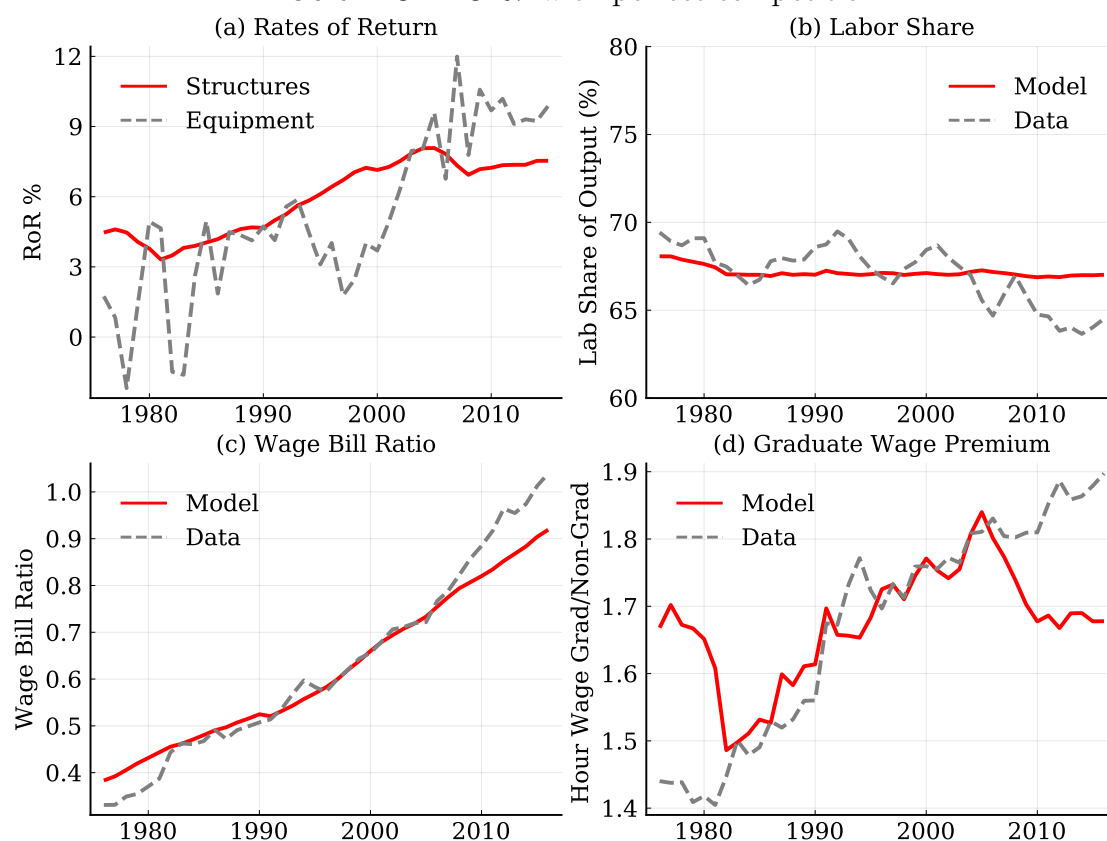 (a) Rates of Return
RoR %
12
9
6
3
0
Structures
Equipment
1980 1990 2000 2010
(b) Labor Share
Lab Share of Output (%)
80
75
70
65
60
Model
Data
1980 1990 2000 2010
(c) Wage Bill Ratio
Wage Bill Ratio
1.0
0.9
0.8
0.7
0.6
0.5
0.4
Model
Data
1980 1990 2000 2010
(d) Graduate Wage Premium
Hour Wage Grad/Non-Grad
1.9
1.8
1.7
1.6
1.5
1.4
Model
Data
1980 1990 2000 2010